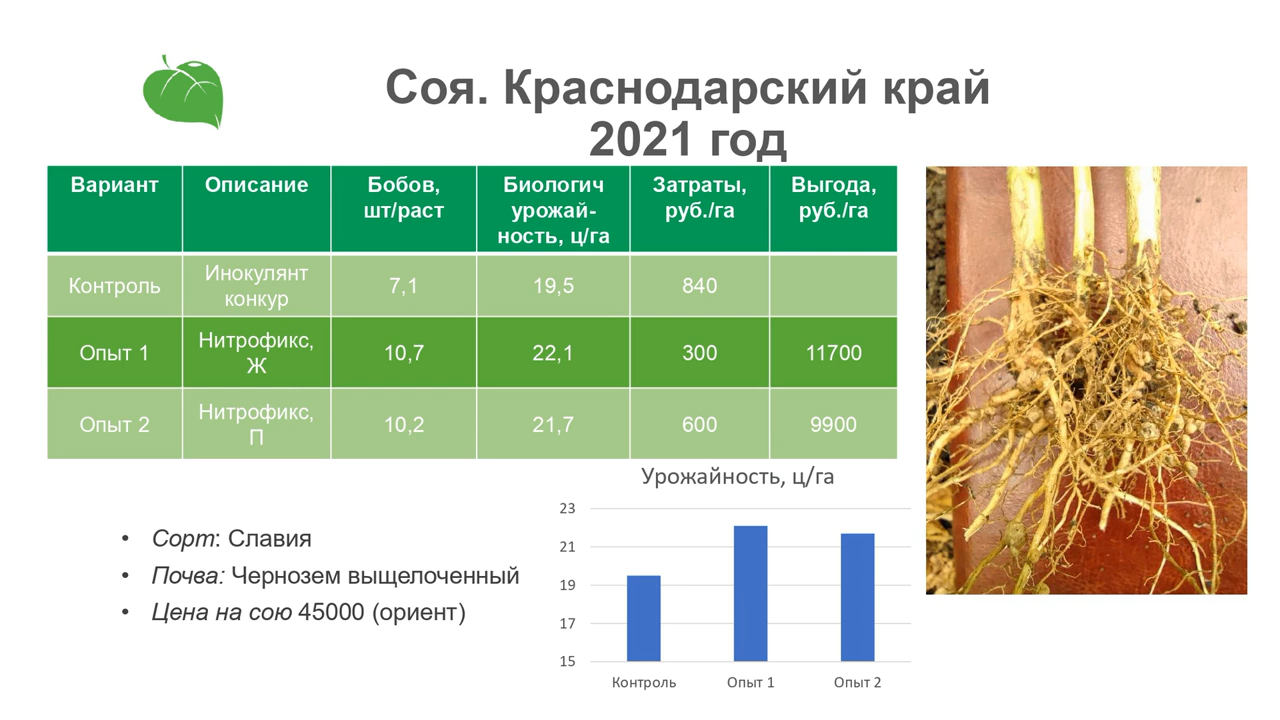 Соя. Краснодарский край
2021 год
Вариант
Описание
Бобов,
шт/раст
Биологич
урожай-
ность, ц/га
Затраты,
руб./га
Выгода,
руб./га
Контроль
Инокулянт
конкур
7,1
19,5
840
Опыт 1
Нитрофикс,
Ж
10,7
22,1
300
11700
Опыт 2
Нитрофикс,
П
10,2
21,7
600
9900
• Сорт: Славия
• Почва: Чернозем выщелоченный
• Цена на сою 45000 (ориент)
Урожайность, ц/га
23
21
19
17
15
Контроль
Опыт 1
Опыт 2